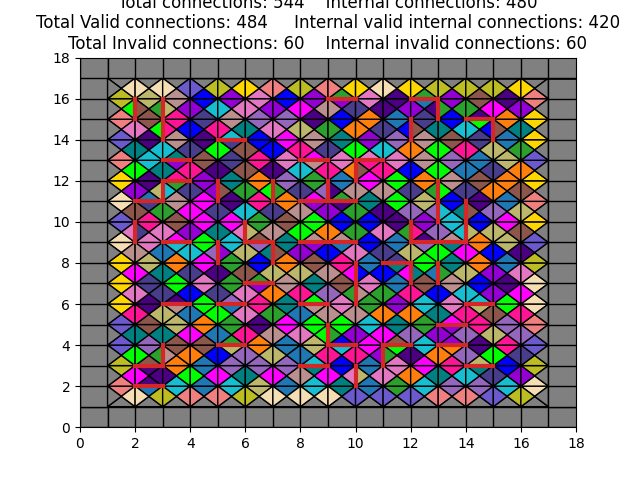 Total connections: 544    Internal connections: 480
Total Valid connections: 484     Internal valid internal connections: 420
Total Invalid connections: 60    Internal invalid connections: 60
18
16
14
12
10
8
6
4
2
0
0 2 4 6 8 10 12 14 16 18